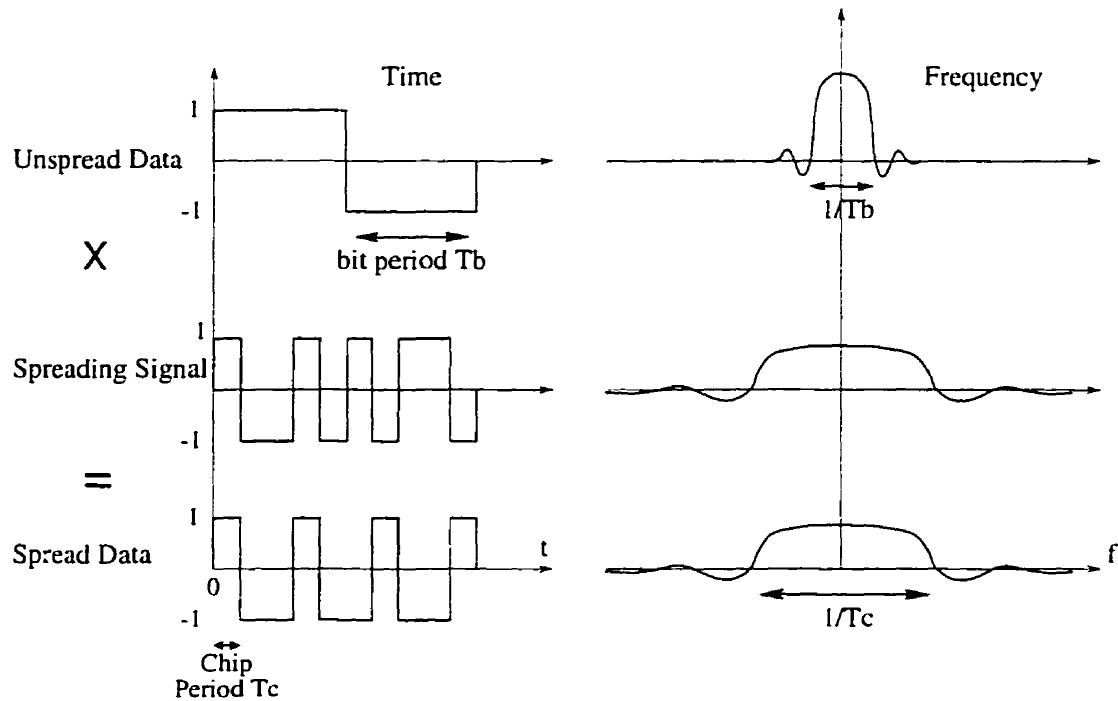 Time
Frequency
1
Unspread Data
-1
1/Tb
X
bit period Tb
1
Spreading Signal
-1
=
1
Spread Data
t
f
0
-1
1/Tc
Chip
Period Tc